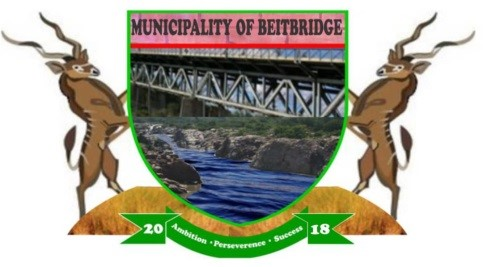 MUNICIPALITY OF BEITBRIDGE
20 Ambition • Perseverence • Success 18